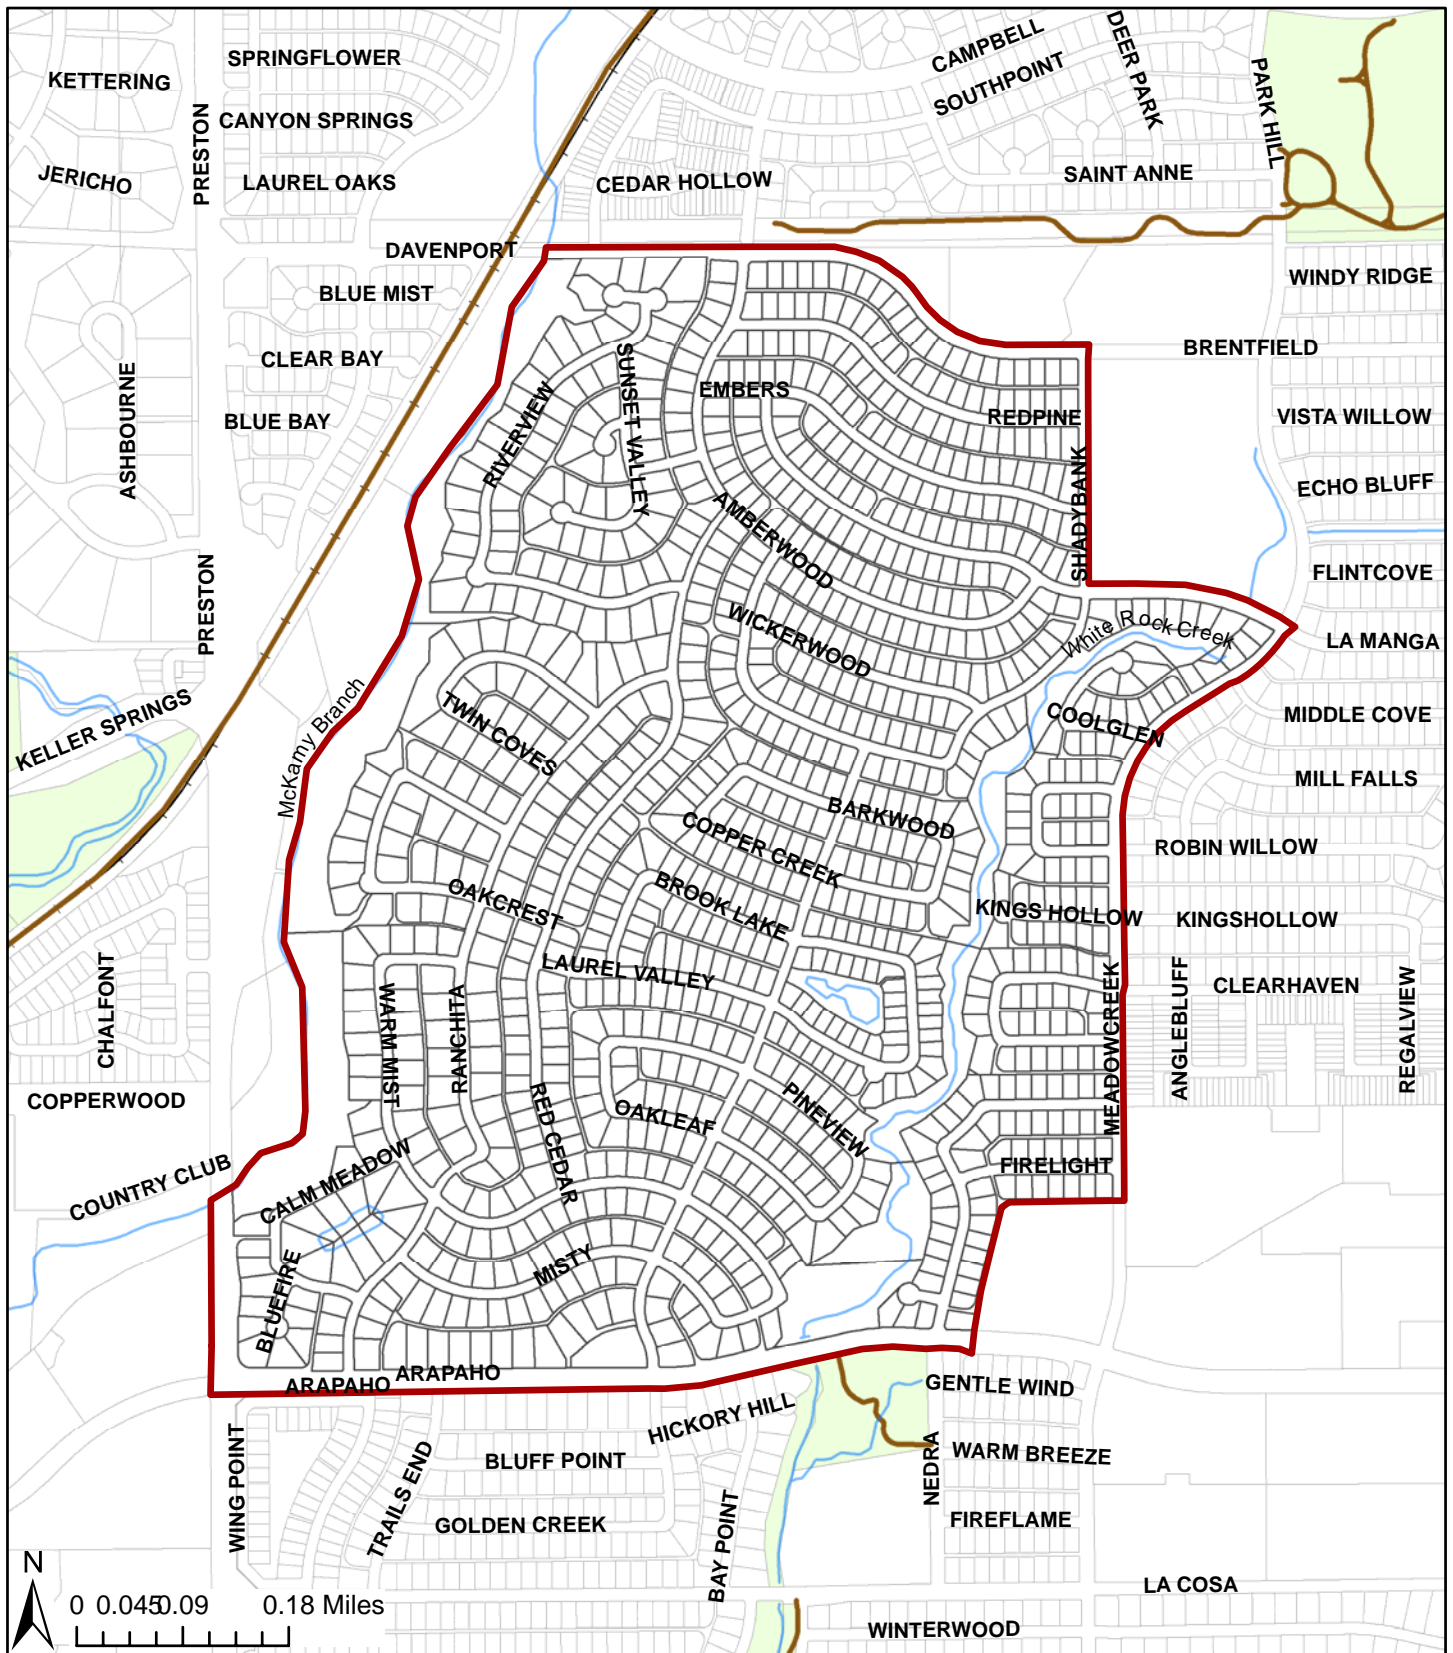 CAMPBELL
DEER PARK
SPRINGFLOWER
KETTERING
SOUTHPOINT
PARK HILL
CANYON SPRINGS
PRESTON
JERICHO
LAUREL OAKS
CEDAR HOLLOW
SAINT ANNE
DAVENPORT
WINDY RIDGE
BLUE MIST
BRENTFIELD
CLEAR BAY
ASHBOURNE
SUNSET VALLEY
EMBERS
RIVERVIEW
REDPINE
VISTA WILLOW
BLUE BAY
ECHO BLUFF
SHADYBANK
AMBERWOOD
FLINTCOVE
PRESTON
White Rock Creek
WICKERWOOD
LA MANGA
KELLER SPRINGS
McKamy Branch
TWIN COVES
COOLGLEN
MIDDLE COVE
MILL FALLS
BARKWOOD
COPPER CREEK
ROBIN WILLOW
OAKCREST
BROOK LAKE
KINGS HOLLOW
KINGSHOLLOW
LAUREL VALLEY
CLEARHAVEN
CHALFONT
WARM MIST
RANCHITA
MEADOWCREEK
ANGLEBLUFF
REGALVIEW
COPPERWOOD
RED CEDAR
OAKLEAF
PINEVIEW
FIRELIGHT
COUNTRY CLUB
CALM MEADOW
MISTY
BLUEFIRE
ARAPAHO
ARAPAHO
GENTLE WIND
HICKORY HILL
WARM BREEZE
BLUFF POINT
NEDRA
WING POINT
TRAILS END
GOLDEN CREEK
BAY POINT
FIREFLAME
N
LA COSA
0 0.045 0.09 0.18 Miles
WINTERWOOD